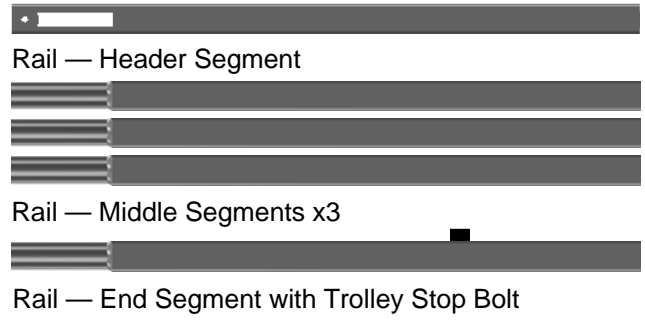 Rail — Header Segment
Rail — Middle Segments x3
Rail — End Segment with Trolley Stop Bolt